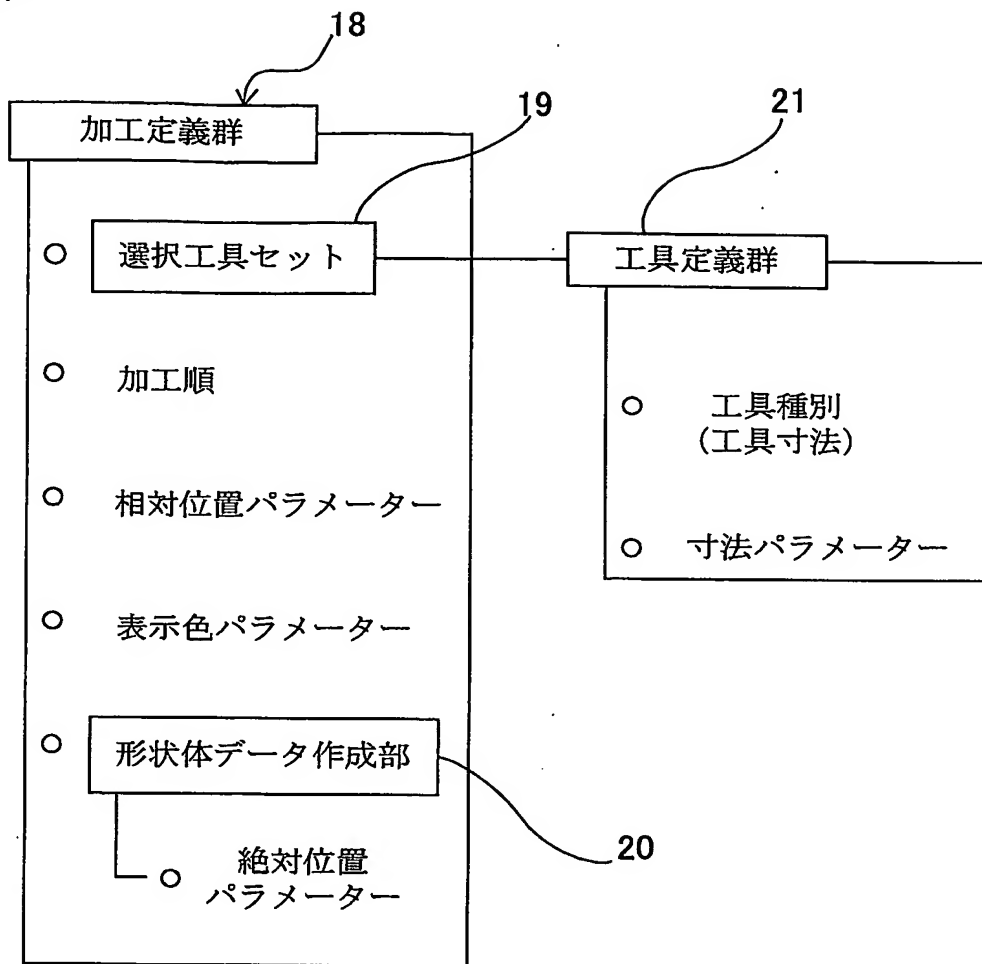 18
加工定義群
19
21
選択工具セット
工具定義群
加工順
工具種別
(工具寸法)
相対位置パラメーター
寸法パラメーター
表示色パラメーター
形状体データ作成部
20
絶対位置
パラメーター